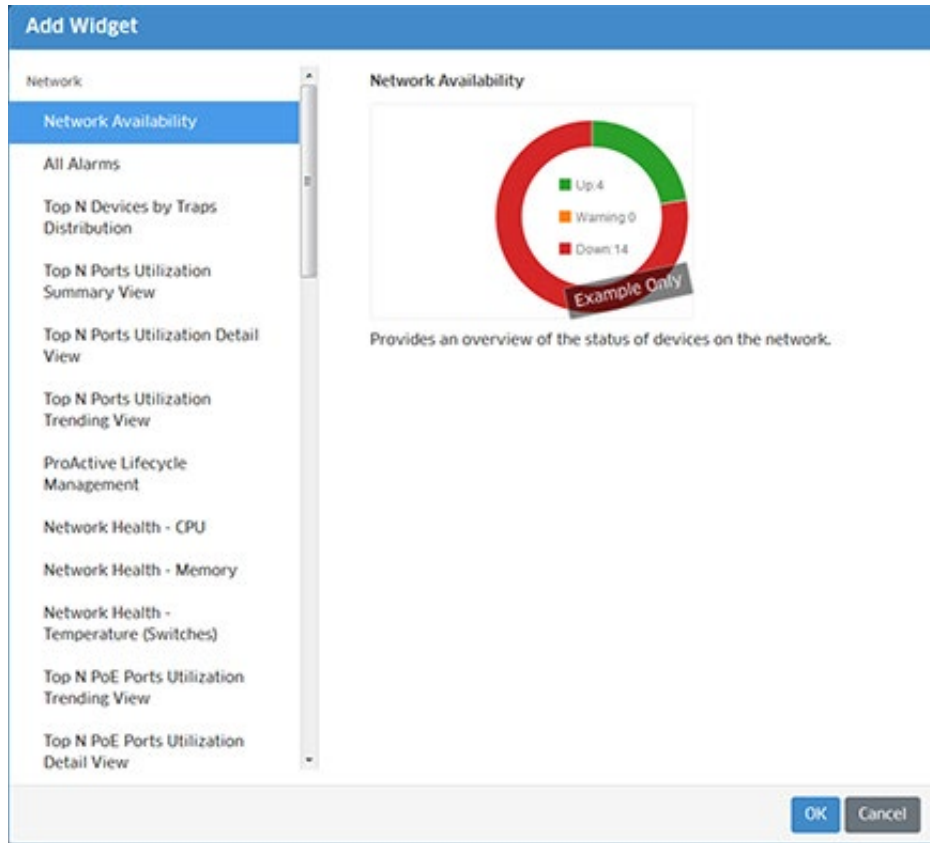 Add Widget
Network
Network Availability
All Alarms
Top N Devices by Traps
Distribution
Top N Ports Utilization
Summary View
Top N Ports Utilization Detail
View
Top N Ports Utilization
Trending View
ProActive Lifecycle
Management
Network Health - CPU
Network Health - Memory
Network Health -
Temperature (Switches)
Top N PoE Ports Utilization
Trending View
Top N PoE Ports Utilization
Detail View
Network Availability
Up:4
Warning:0
Down:14
Example Only
Provides an overview of the status of devices on the network.
OK
Cancel